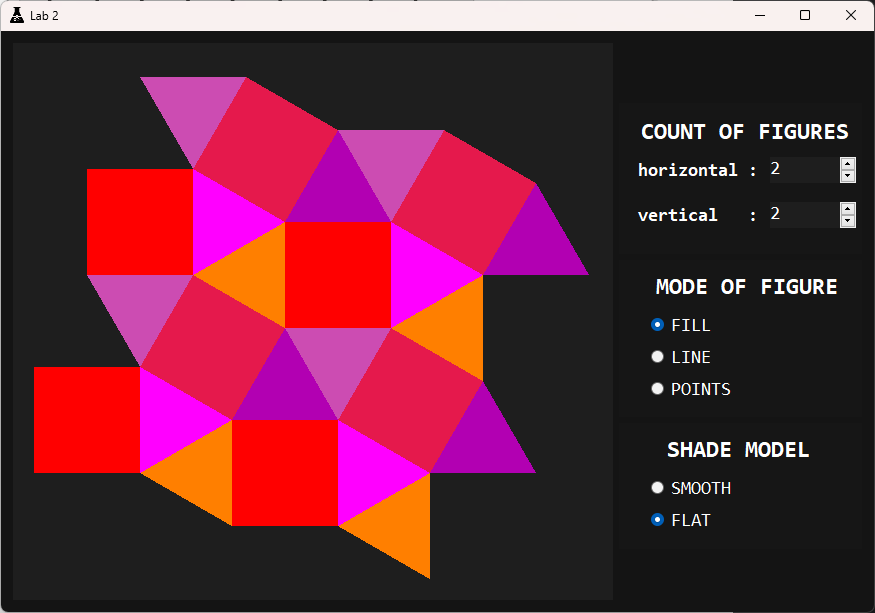 Lab 2
COUNT OF FIGURES
horizontal : 2
vertical : 2
MODE OF FIGURE
FILL
LINE
POINTS
SHADE MODEL
SMOOTH
FLAT